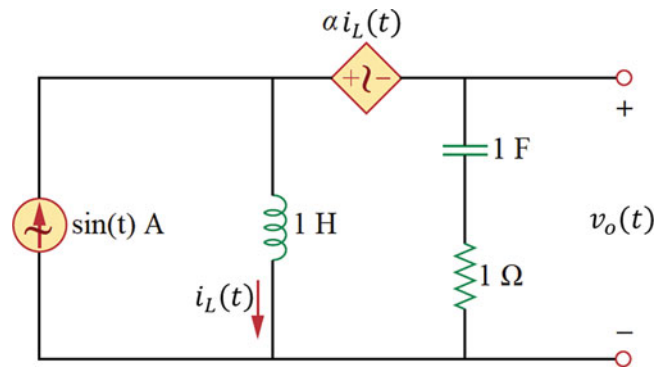 αi_L(t)
+ −
+
1 F
sin(t) A
1 H
v_o(t)
i_L(t)
1 Ω
−